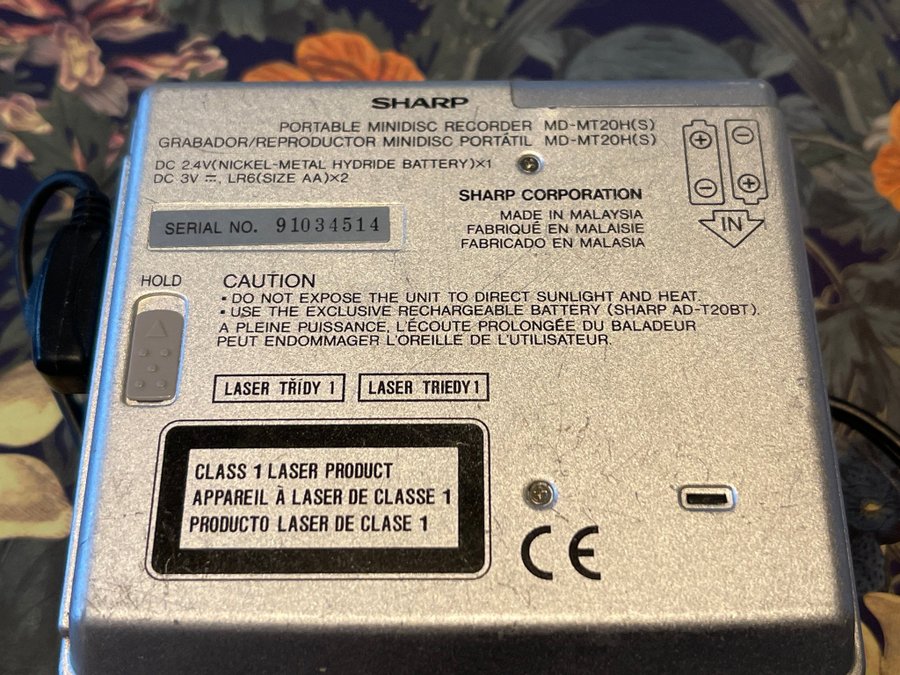 SHARP
PORTABLE MINIDISC RECORDER MD-MT20H(S)
GRABADOR/REPRODUCTOR MINIDISC PORTÁTIL MD-MT20H(S)
DC 2.4V(NICKEL-METAL HYDRIDE BATTERY)×1
DC 3V ⎓, LR6(SIZE AA)×2
SHARP CORPORATION
MADE IN MALAYSIA
FABRIQUÉ EN MALAISIE
FABRICADO EN MALASIA
IN
SERIAL NO. 91034514
HOLD
CAUTION
• DO NOT EXPOSE THE UNIT TO DIRECT SUNLIGHT AND HEAT.
• USE THE EXCLUSIVE RECHARGEABLE BATTERY (SHARP AD-T20BT).
A PLEINE PUISSANCE, L'ÉCOUTE PROLONGÉE DU BALADEUR
PEUT ENDOMMAGER L'OREILLE DE L'UTILISATEUR.
LASER TŘÍDY 1 LASER TRIEDY 1
CLASS 1 LASER PRODUCT
APPAREIL À LASER DE CLASSE 1
PRODUCTO LASER DE CLASE 1
CE